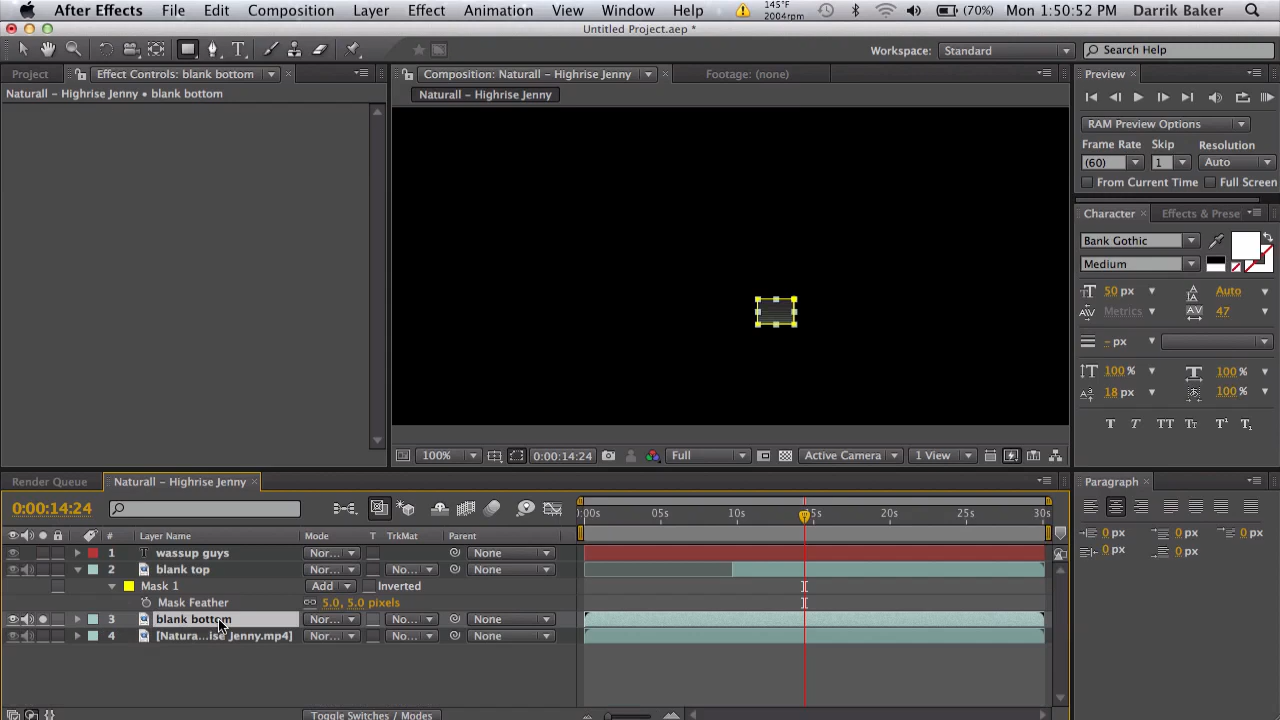 After Effects File Edit Composition Layer Effect Animation View Window Help 145°F 2004rpm (70%) Mon 1:50:52 PM Darrik Baker
Untitled Project.aep *
T Workspace: Standard Search Help
Project Effect Controls: blank bottom Composition: Naturall – Highrise Jenny Footage: (none) Preview
Naturall – Highrise Jenny • blank bottom Naturall – Highrise Jenny
RAM Preview Options
Frame Rate Skip Resolution
(60) 1 Auto
From Current Time Full Screen
Character Effects & Prese
Bank Gothic
Medium
50 px Auto
Metrics 47
– px
100 % 100 %
18 px 100 %
T T TT Tt T¹ T₁
100% 0:00:14:24 Full Active Camera 1 View
Render Queue Naturall – Highrise Jenny Paragraph
0:00:14:24 :00s 05s 10s 15s 20s 25s 30s
# Layer Name Mode T TrkMat Parent
0 px 0 px 0 px
0 px 0 px
1 T wassup guys Nor... None
2 blank top Nor... No... None
Mask 1 Add Inverted
Mask Feather 5.0, 5.0 pixels
3 blank bottom Nor... No... None
4 [Natura...ise Jenny.mp4] Nor... No... None
Toggle Switches / Modes